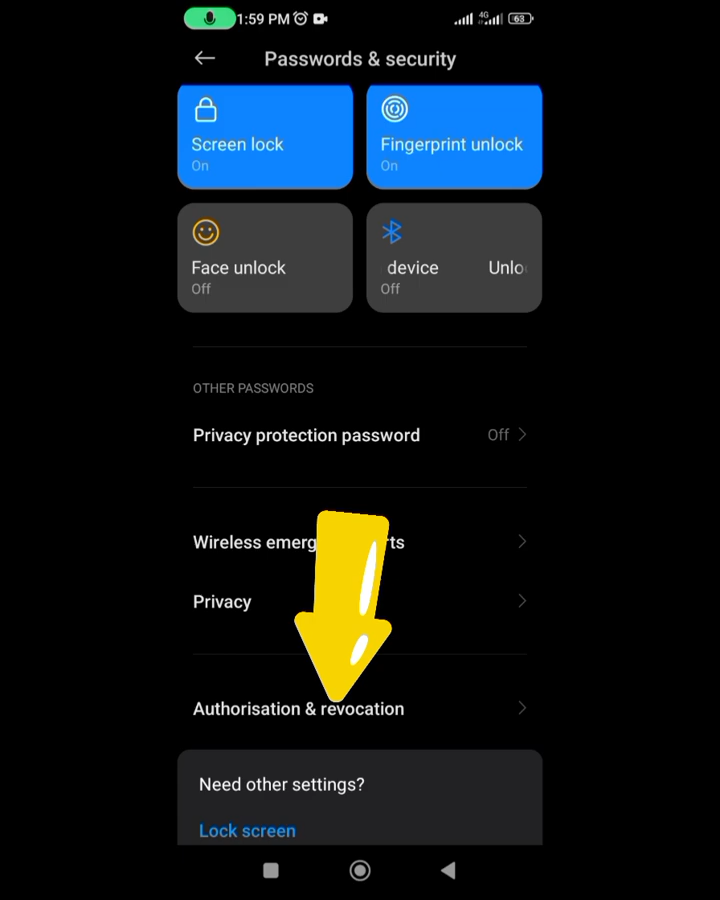 1:59 PM
4G
63
Passwords & security
Screen lock
On
Fingerprint unlock
On
Face unlock
Off
device Unlo
Off
OTHER PASSWORDS
Privacy protection password
Off
Wireless emerg rts
Privacy
Authorisation & revocation
Need other settings?
Lock screen